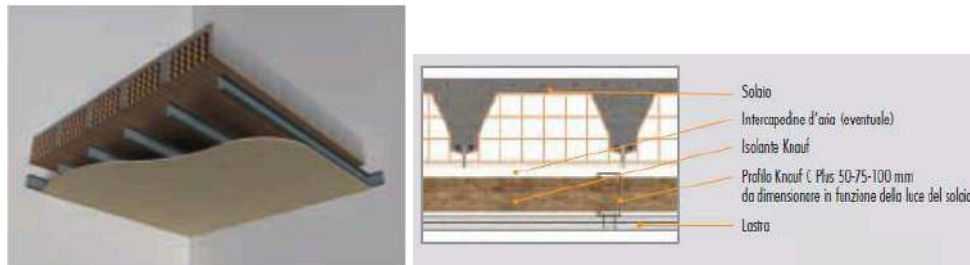 Solaio
Intercapedine d'aria (eventuale)
Isolante Knauf
Profilo Knauf C Plus 50-75-100 mm
da dimensionare in funzione della luce del solaio
Lastra